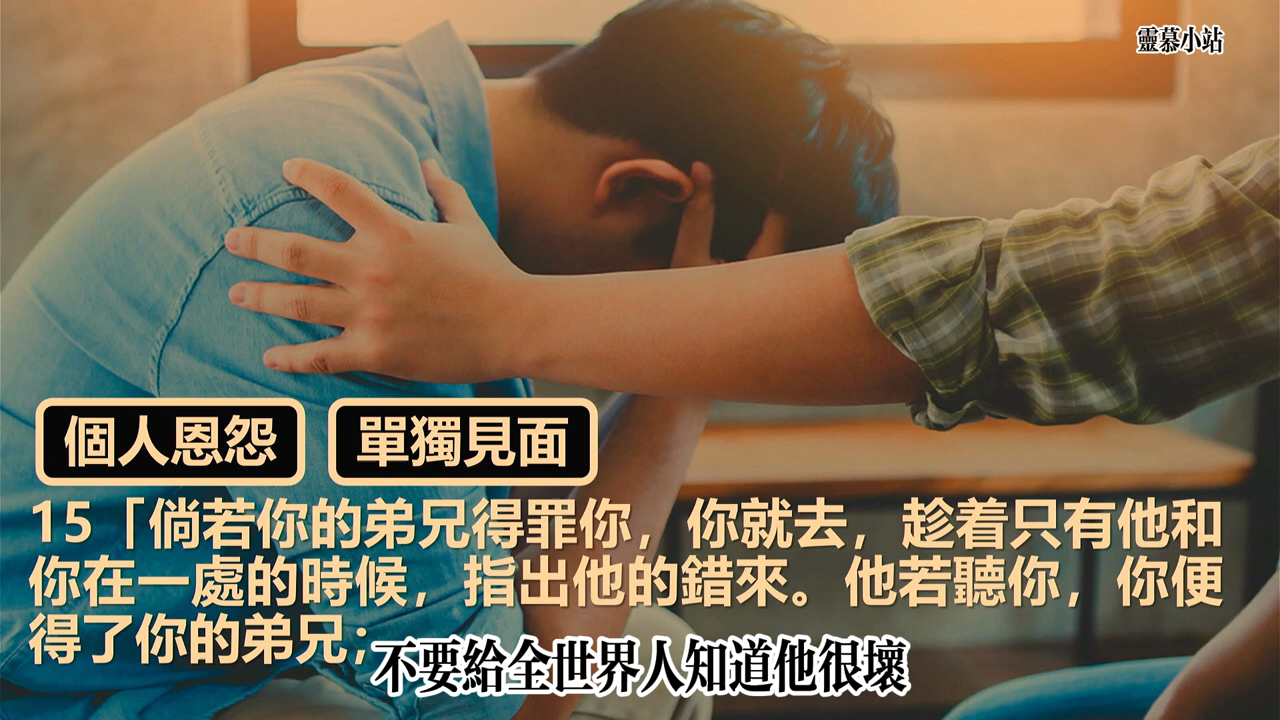 靈慕小站
個人恩怨 單獨見面
15「倘若你的弟兄得罪你，你就去，趁着只有他和
你在一處的時候，指出他的錯來。他若聽你，你便
得了你的弟兄；
不要給全世界人知道他很壞